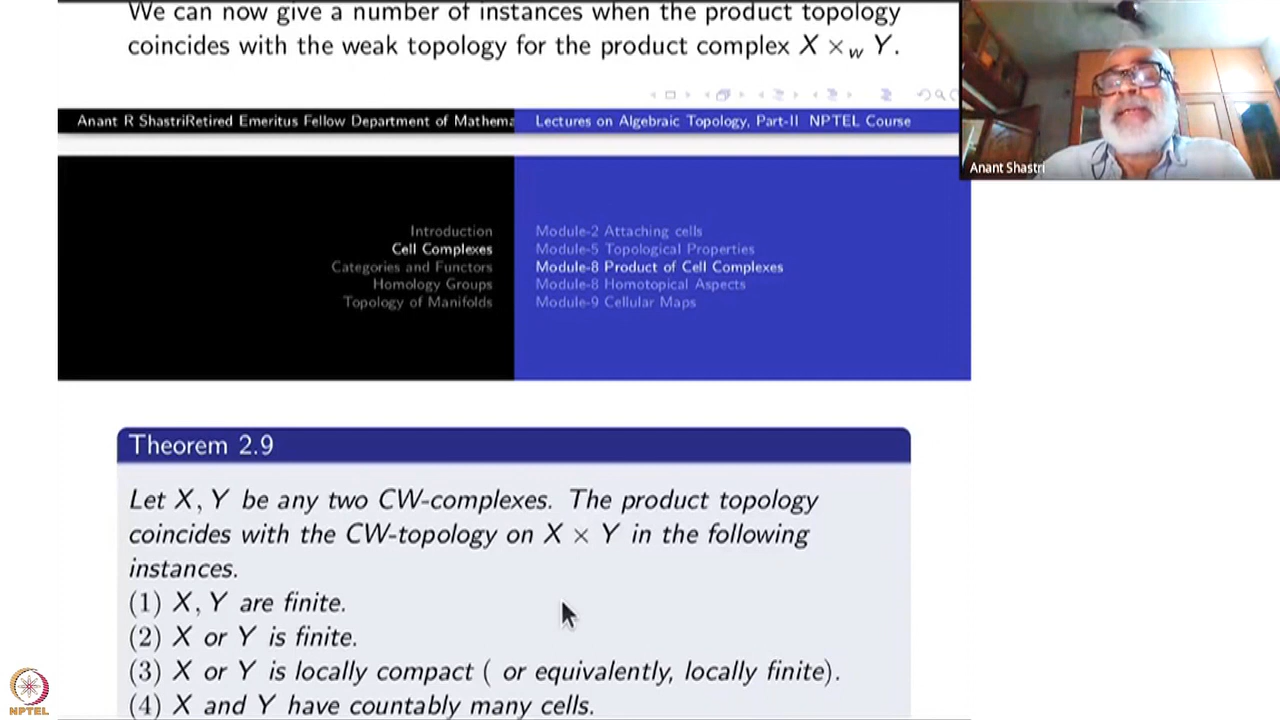 We can now give a number of instances when the product topology
coincides with the weak topology for the product complex X ×w Y.
Anant R ShastriRetired Emeritus Fellow Department of Mathema
Lectures on Algebraic Topology, Part-II NPTEL Course
Anant Shastri
Introduction
Cell Complexes
Categories and Functors
Homology Groups
Topology of Manifolds
Module-2 Attaching cells
Module-5 Topological Properties
Module-8 Product of Cell Complexes
Module-8 Homotopical Aspects
Module-9 Cellular Maps
Theorem 2.9
Let X, Y be any two CW-complexes. The product topology
coincides with the CW-topology on X × Y in the following
instances.
(1) X, Y are finite.
(2) X or Y is finite.
(3) X or Y is locally compact ( or equivalently, locally finite).
(4) X and Y have countably many cells.
NPTEL